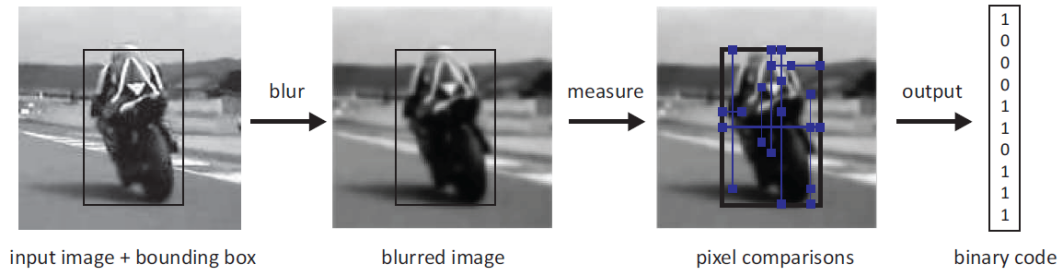 blur
measure
output
1
0
0
0
1
1
0
1
1
1
input image + bounding box
blurred image
pixel comparisons
binary code